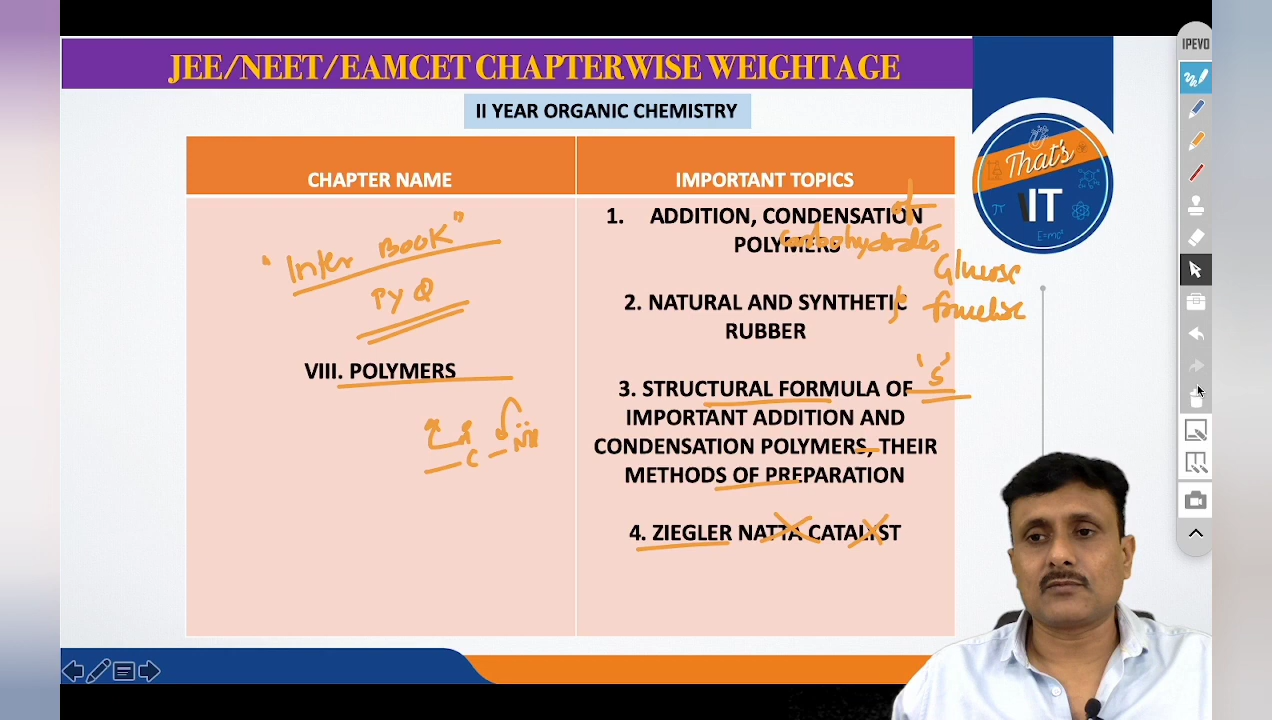 IPEVO
JEE/NEET/EAMCET CHAPTERWISE WEIGHTAGE
II YEAR ORGANIC CHEMISTRY
That's
IT
E=mc²
CHAPTER NAME
IMPORTANT TOPICS
"Inter Book"
PYQ
VIII. POLYMERS
1. ADDITION, CONDENSATION
POLYMERS
of
carbohydrates
Glucose
2. NATURAL AND SYNTHETIC
RUBBER
3. STRUCTURAL FORMULA OF
IMPORTANT ADDITION AND
CONDENSATION POLYMERS, THEIR
METHODS OF PREPARATION
'S'
4. ZIEGLER NATTA CATALYST